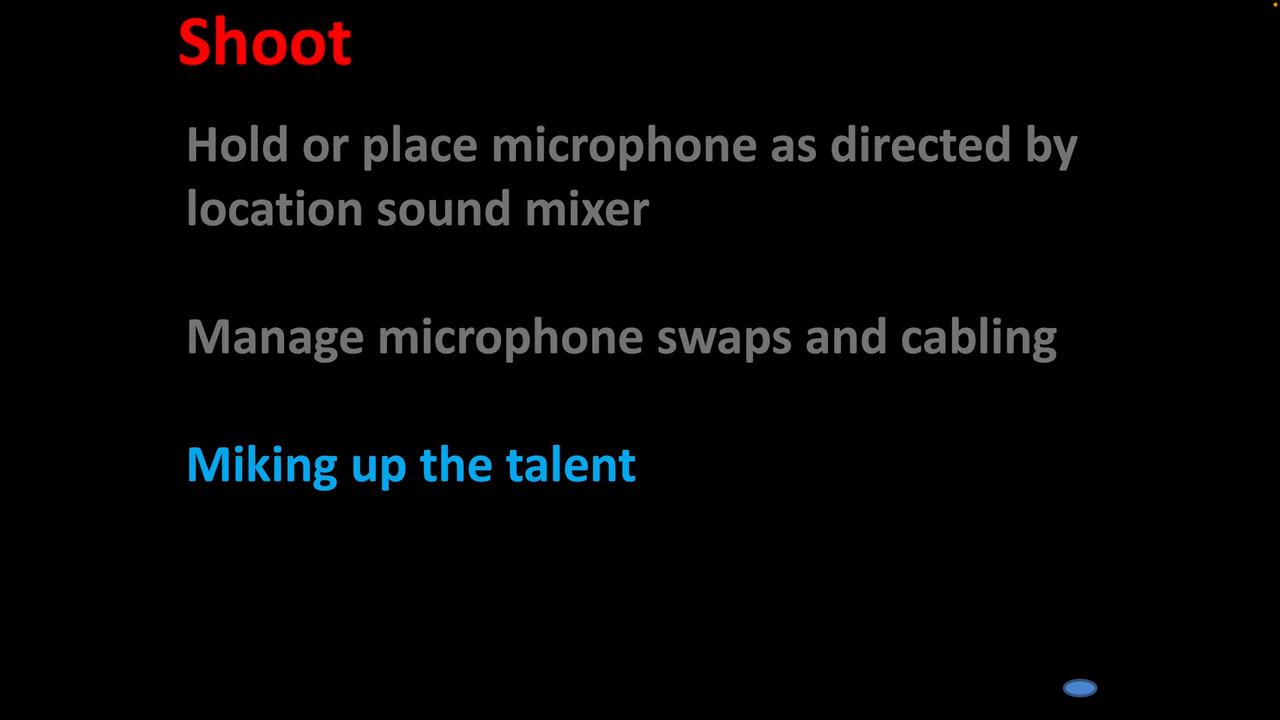 Shoot
Hold or place microphone as directed by
location sound mixer
Manage microphone swaps and cabling
Miking up the talent